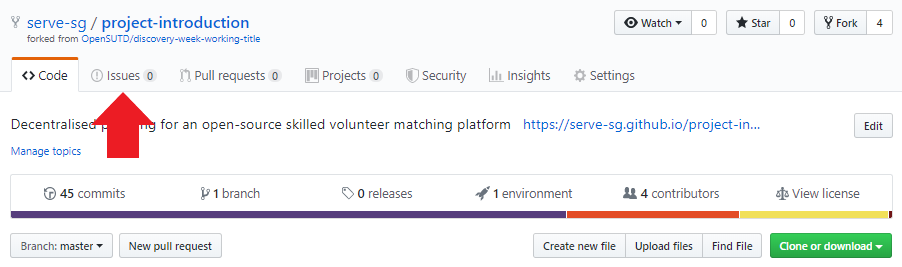 serve-sg / project-introduction
Watch 0 Star 0 Fork 4
forked from OpenSUTD/discovery-week-working-title
Code Issues 0 Pull requests 0 Projects 0 Security Insights Settings
Decentralised p ng for an open-source skilled volunteer matching platform https://serve-sg.github.io/project-in...
Edit
Manage topics
45 commits 1 branch 0 releases 1 environment 4 contributors View license
Branch: master New pull request Create new file Upload files Find File Clone or download